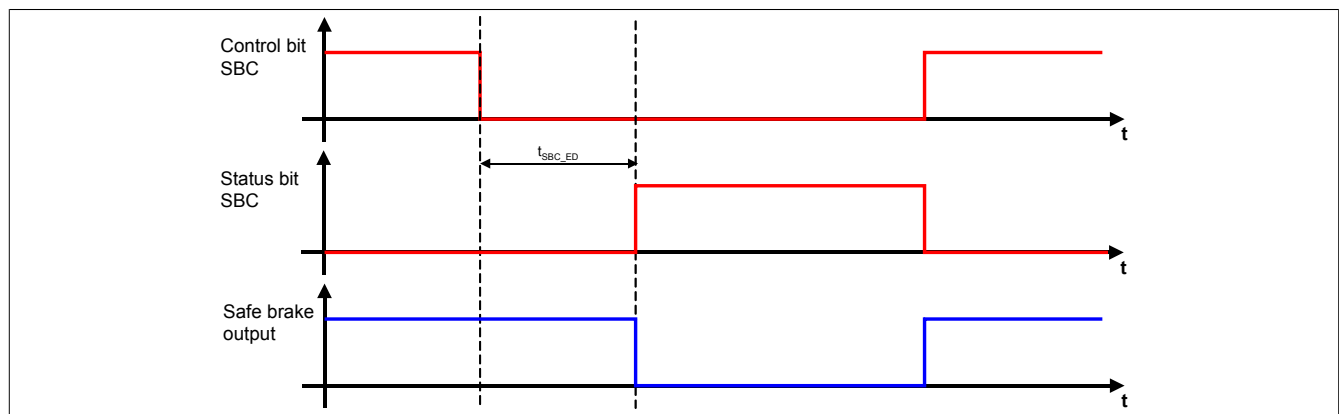 Control bit
SBC
t
t_SBC_ED
Status bit
SBC
t
Safe brake
output
t